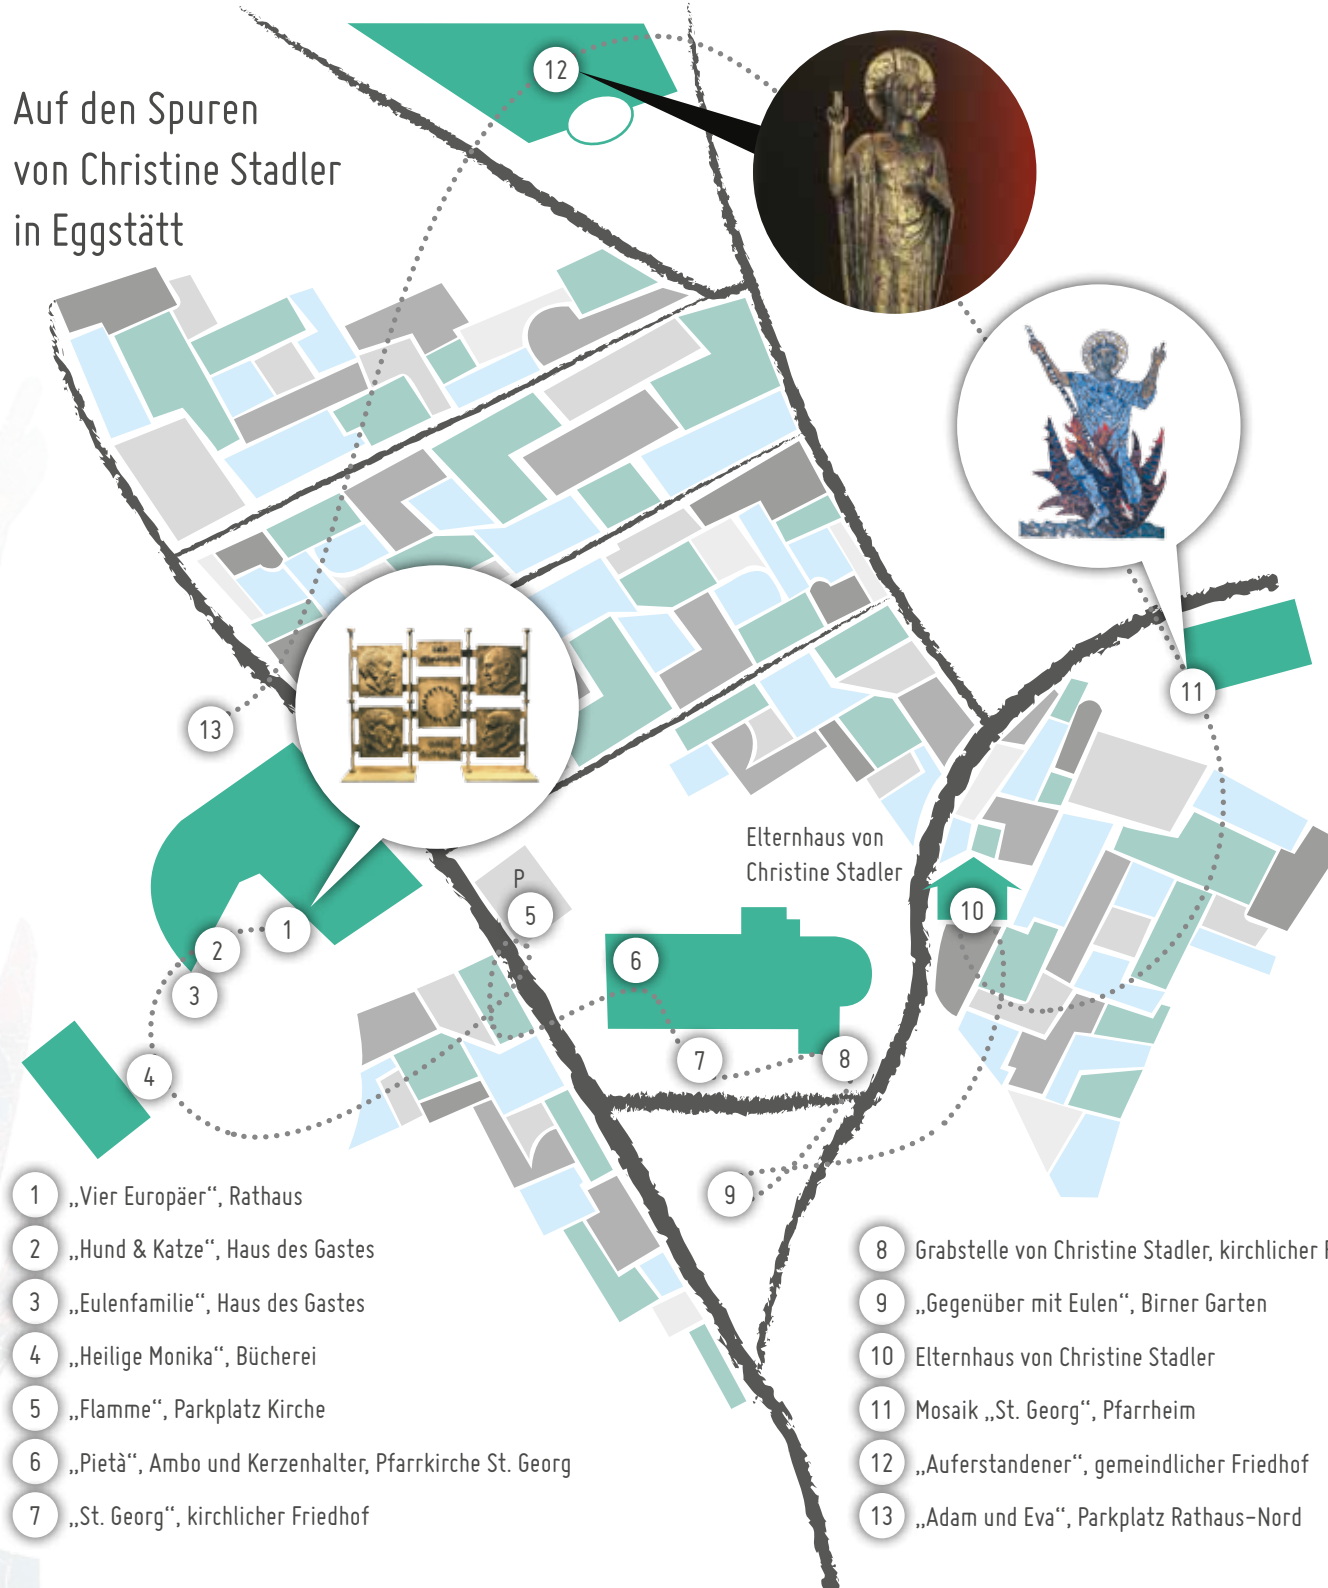 Auf den Spuren
von Christine Stadler
in Eggstätt
12
11
13
Elternhaus von
Christine Stadler
P
5
10
1
2
6
3
7
8
4
9
1 „Vier Europäer“, Rathaus
2 „Hund & Katze“, Haus des Gastes
3 „Eulenfamilie“, Haus des Gastes
4 „Heilige Monika“, Bücherei
5 „Flamme“, Parkplatz Kirche
6 „Pietà“, Ambo und Kerzenhalter, Pfarrkirche St. Georg
7 „St. Georg“, kirchlicher Friedhof
8 Grabstelle von Christine Stadler, kirchlicher
9 „Gegenüber mit Eulen“, Birner Garten
10 Elternhaus von Christine Stadler
11 Mosaik „St. Georg“, Pfarrheim
12 „Auferstandener“, gemeindlicher Friedhof
13 „Adam und Eva“, Parkplatz Rathaus-Nord